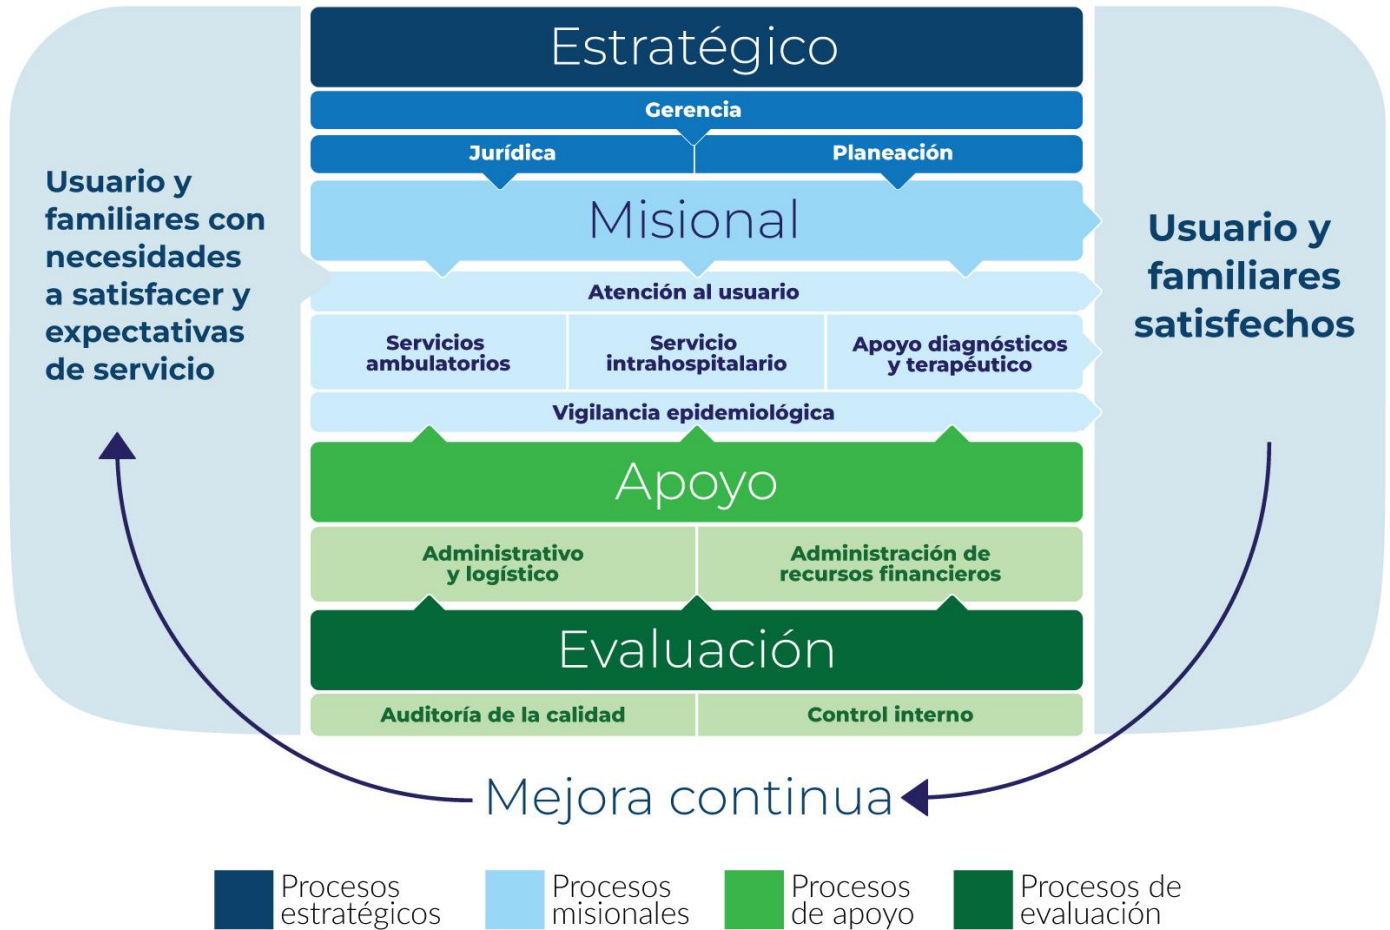 Estratégico
Gerencia
Jurídica
Planeación
Usuario y
familiares con
necesidades
a satisfacer y
expectativas
de servicio
Misional
Atención al usuario
Servicios
ambulatorios
Servicio
intrahospitalario
Apoyo diagnósticos
y terapéutico
Vigilancia epidemiológica
Usuario y
familiares
satisfechos
Apoyo
Administrativo
y logístico
Administración de
recursos financieros
Evaluación
Auditoría de la calidad
Control interno
Mejora continua
Procesos
estratégicos
Procesos
misionales
Procesos
de apoyo
Procesos de
evaluación